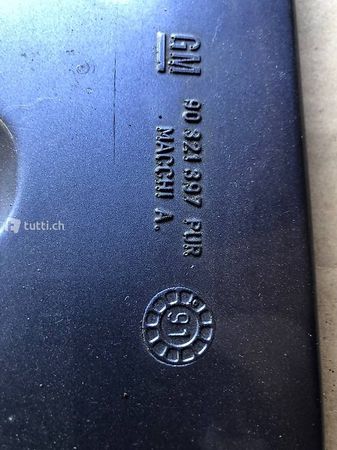 GM
90 321 397 PUR
MACCHI A.
91
tutti.ch